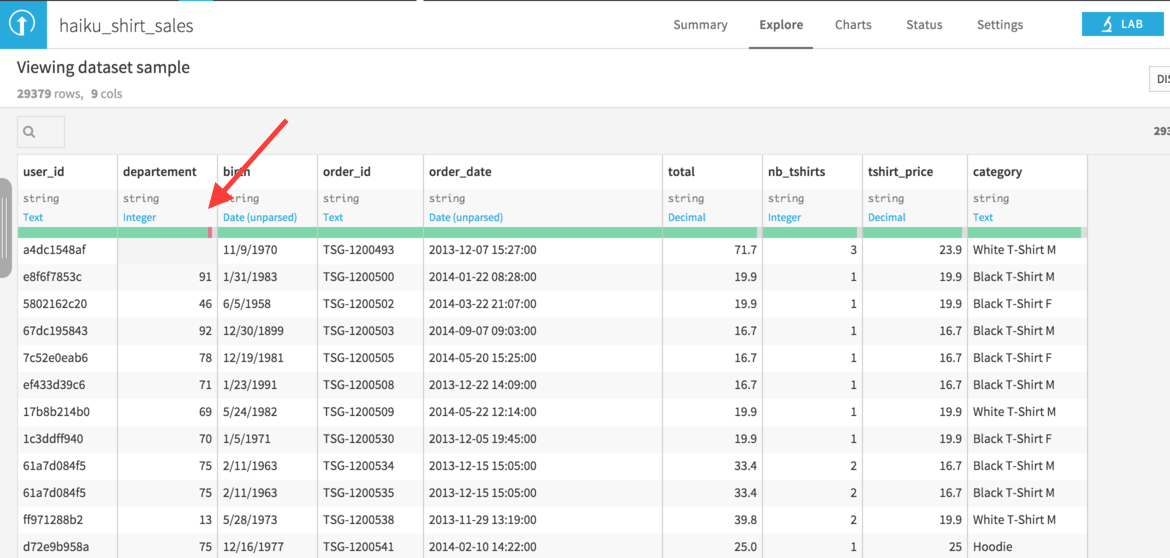 haiku_shirt_sales Summary Explore Charts Status Settings LAB
Viewing dataset sample
29379 rows, 9 cols
user_id departement birth order_id order_date total nb_tshirts tshirt_price category
string string string string string string string string string
Text Integer Date (unparsed) Text Date (unparsed) Decimal Integer Decimal Text
a4dc1548af 11/9/1970 TSG-1200493 2013-12-07 15:27:00 71.7 3 23.9 White T-Shirt M
e8f6f7853c 91 1/31/1983 TSG-1200500 2014-01-22 08:28:00 19.9 1 19.9 Black T-Shirt M
5802162c20 46 6/5/1958 TSG-1200502 2014-03-22 21:07:00 19.9 1 19.9 Black T-Shirt F
67dc195843 92 12/30/1899 TSG-1200503 2014-09-07 09:03:00 16.7 1 16.7 Black T-Shirt M
7c52e0eab6 78 12/19/1981 TSG-1200505 2014-05-20 15:25:00 16.7 1 16.7 Black T-Shirt F
ef433d39c6 71 1/23/1991 TSG-1200508 2013-12-22 14:09:00 16.7 1 16.7 Black T-Shirt M
17b8b214b0 69 5/24/1982 TSG-1200509 2014-05-22 12:14:00 19.9 1 19.9 White T-Shirt M
1c3ddff940 70 1/5/1971 TSG-1200530 2013-12-05 19:45:00 19.9 1 19.9 Black T-Shirt F
61a7d084f5 75 2/11/1963 TSG-1200534 2013-12-15 15:05:00 33.4 2 16.7 Black T-Shirt M
61a7d084f5 75 2/11/1963 TSG-1200535 2013-12-15 15:05:00 33.4 2 16.7 Black T-Shirt M
ff971288b2 13 5/28/1973 TSG-1200538 2013-11-29 13:19:00 39.8 2 19.9 White T-Shirt M
d72e9b958a 75 12/16/1977 TSG-1200541 2014-02-10 14:22:00 25.0 1 25 Hoodie